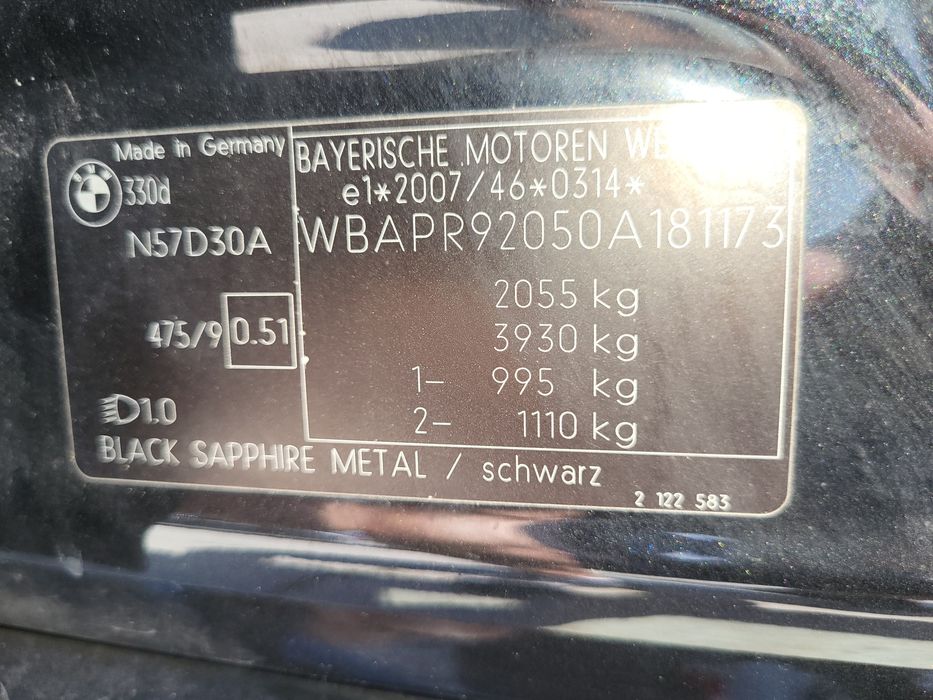 Made in Germany
330d
N57D30A
475/9 0.51
D1.0
BLACK SAPPHIRE METAL / schwarz
BAYERISCHE MOTOREN
e1*2007/46*0314*
WBAPR92050A181173
2055 kg
3930 kg
1- 995 kg
2- 1110 kg
2 122 583